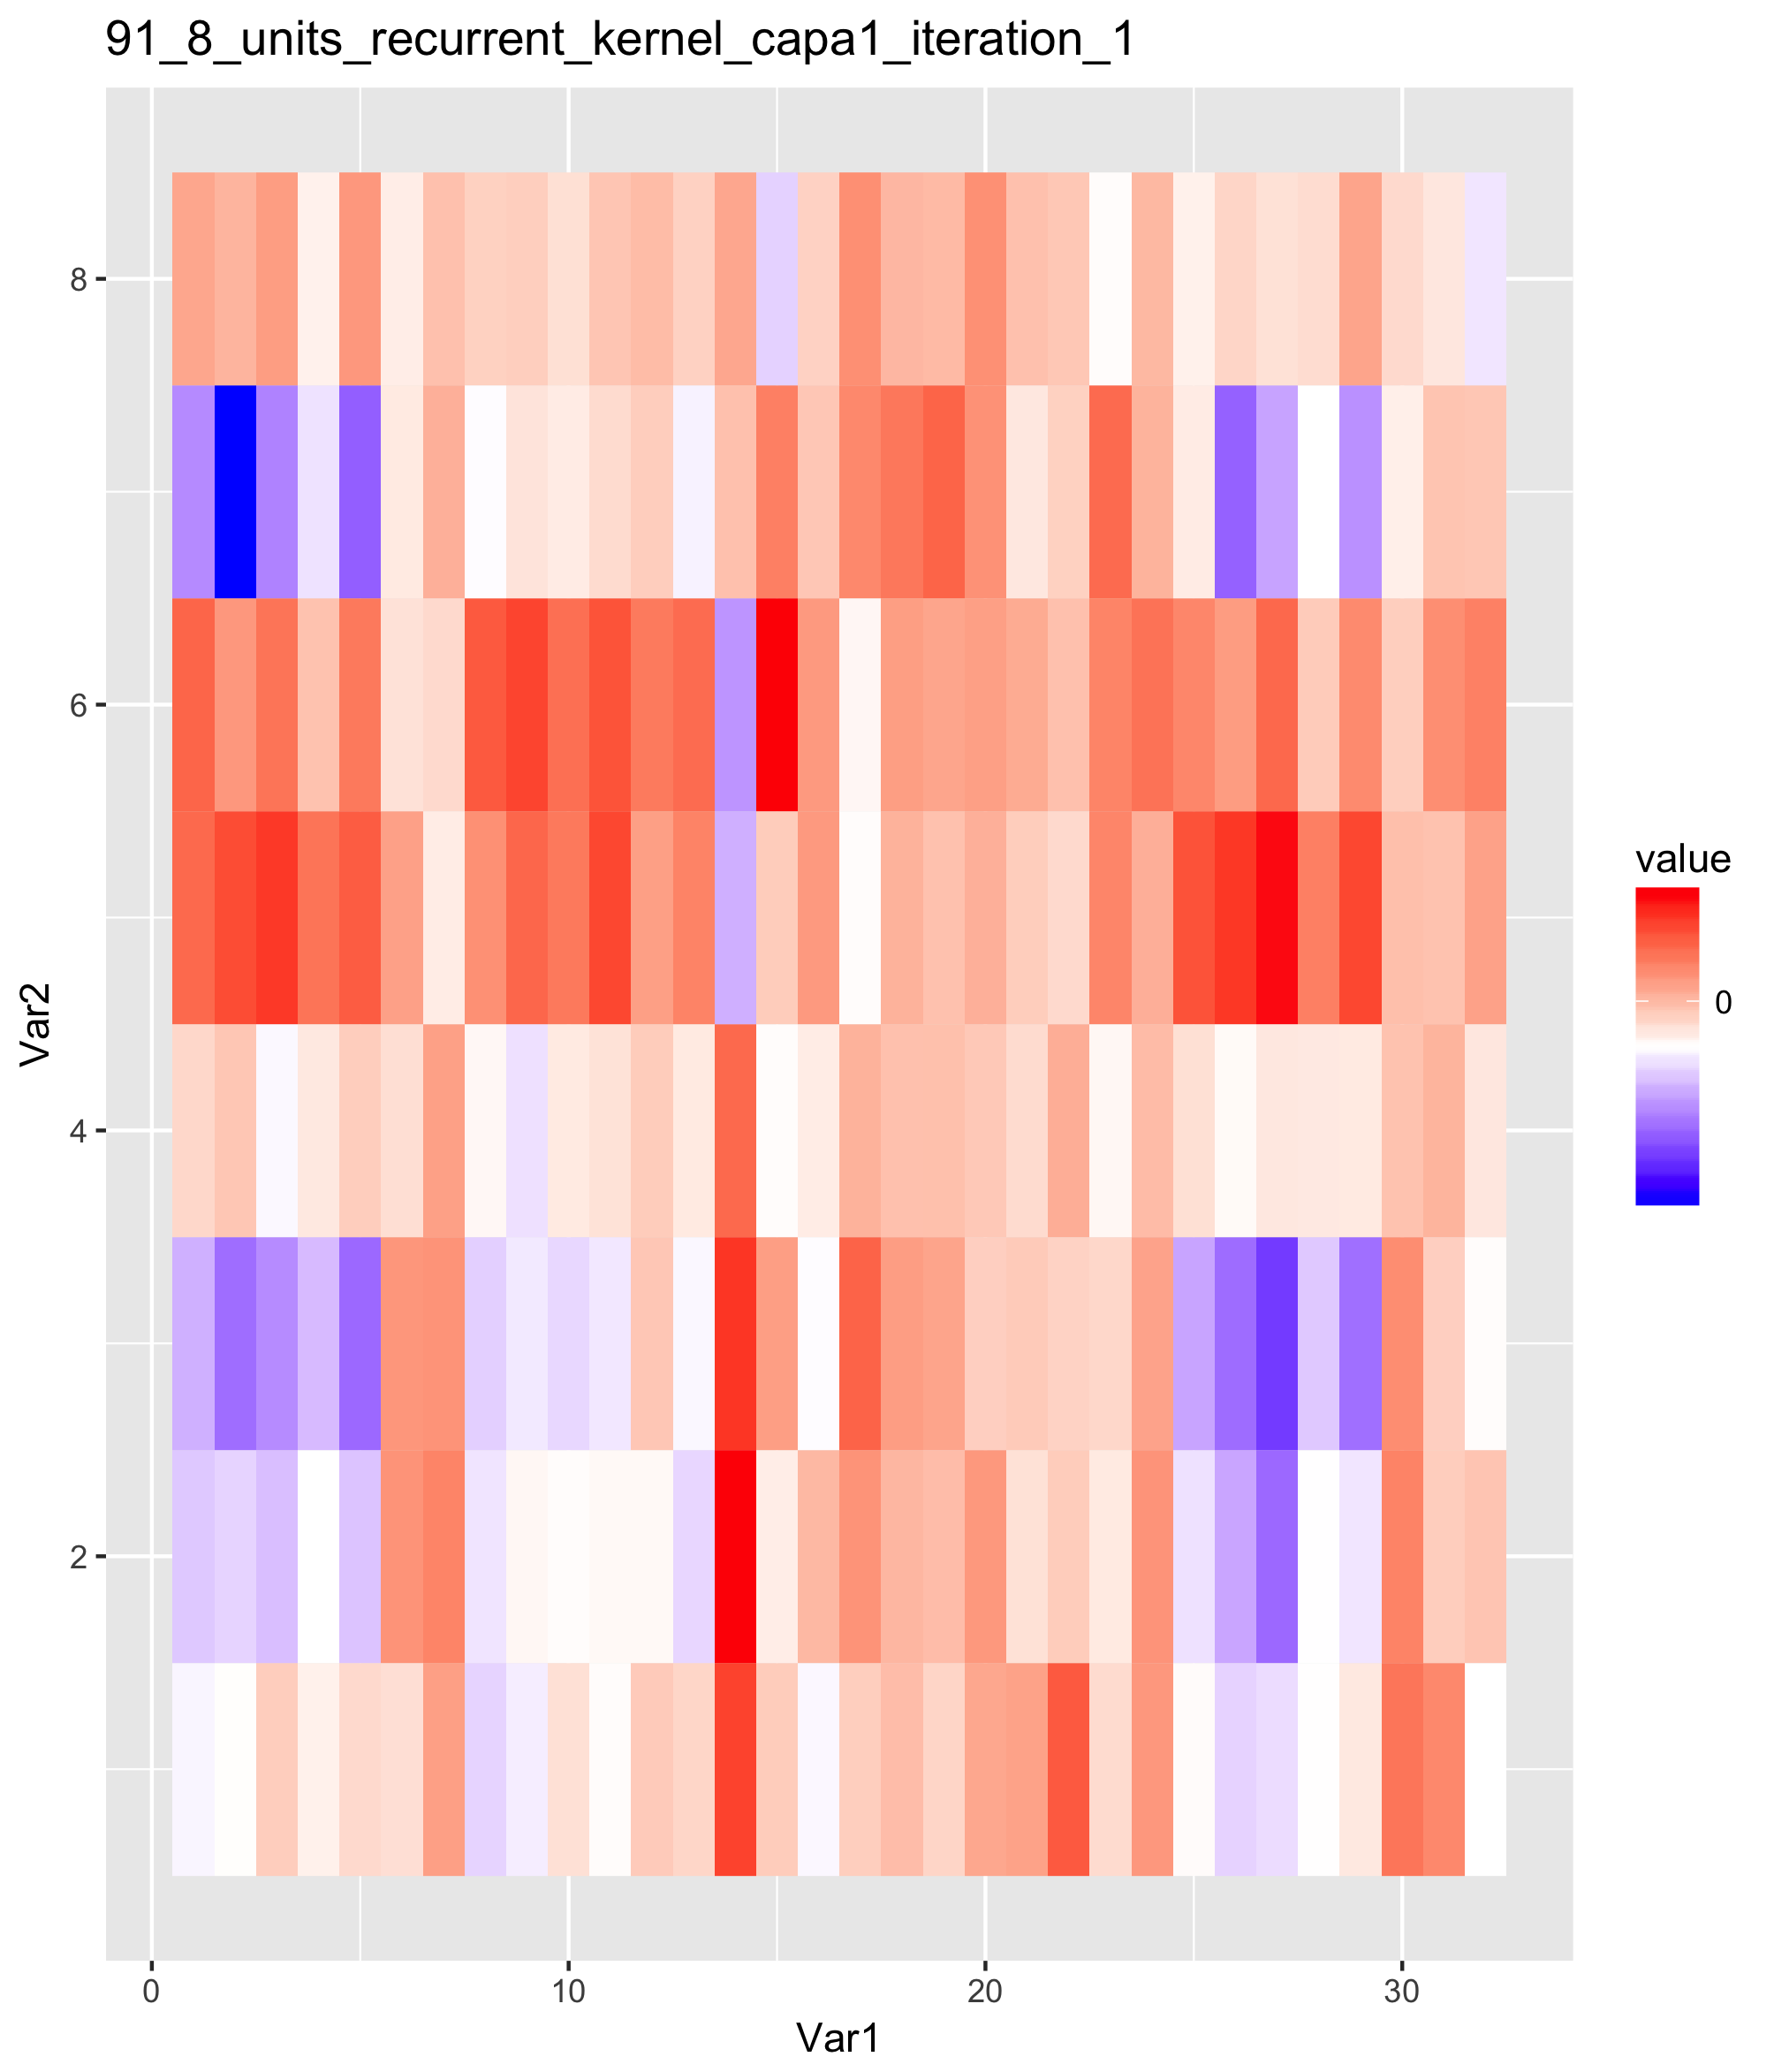 91_8_units_recurrent_kernel_capa1_iteration_1
8
6
4
2
Var2
0
10
20
30
Var1
value
0